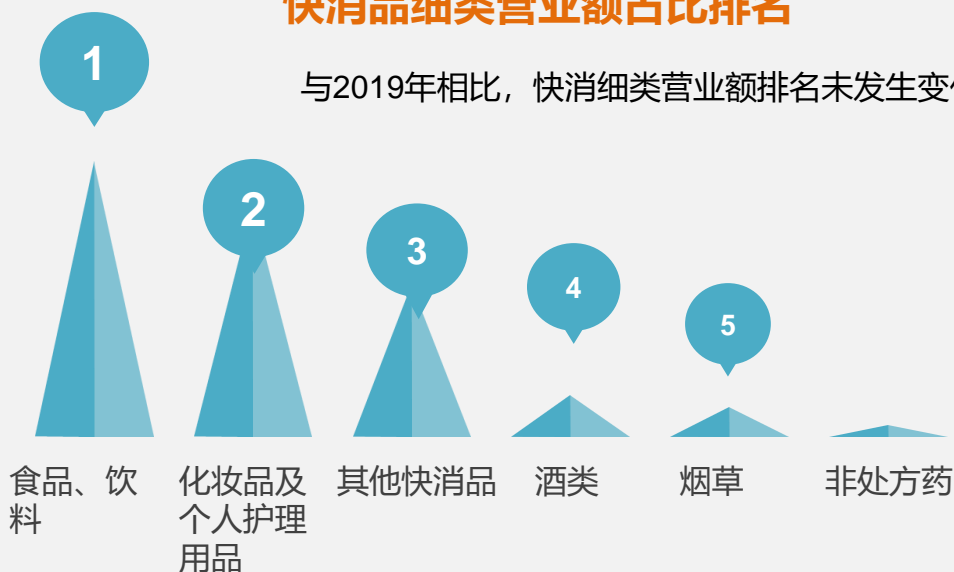 快消品细类营业额占比排名
与2019年相比，快消细类营业额排名未发生变化
1
2
3
4
5
食品、饮
料
化妆品及
个人护理
用品
其他快消品
酒类
烟草
非处方药